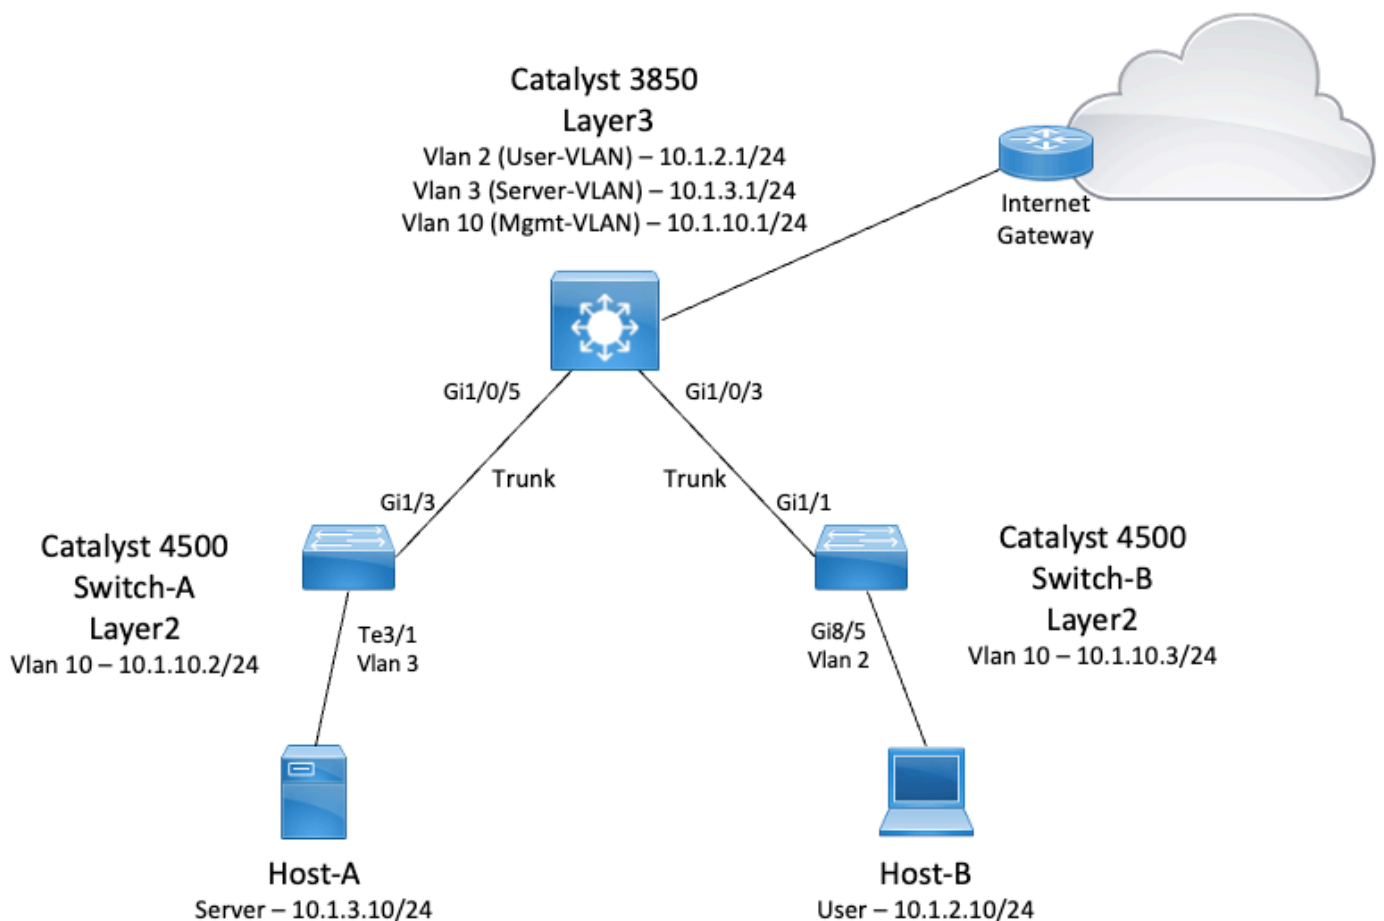 Catalyst 3850
Layer3
Vlan 2 (User-VLAN) – 10.1.2.1/24
Vlan 3 (Server-VLAN) – 10.1.3.1/24
Vlan 10 (Mgmt-VLAN) – 10.1.10.1/24
Internet
Gateway
Gi1/0/5
Gi1/0/3
Trunk
Trunk
Gi1/3
Gi1/1
Catalyst 4500
Switch-A
Layer2
Vlan 10 – 10.1.10.2/24
Te3/1
Vlan 3
Gi8/5
Vlan 2
Catalyst 4500
Switch-B
Layer2
Vlan 10 – 10.1.10.3/24
Host-A
Server – 10.1.3.10/24
Host-B
User – 10.1.2.10/24